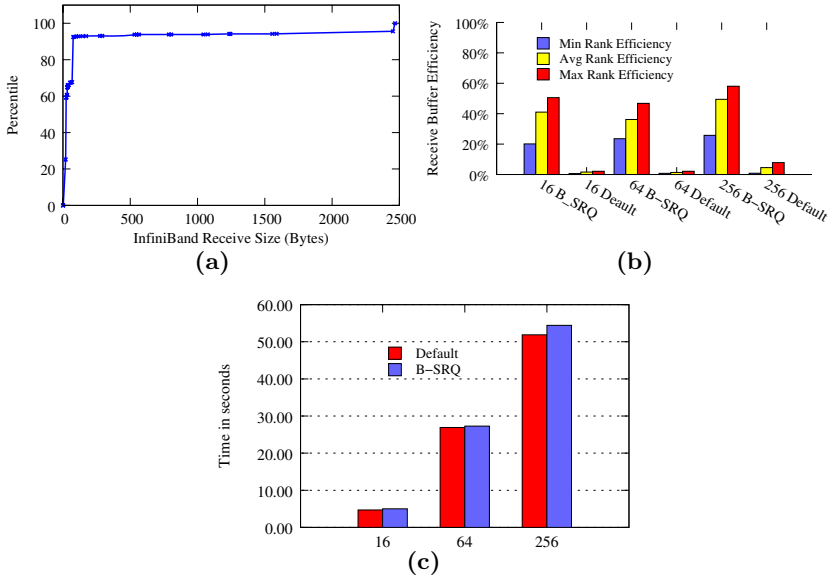 100
80
60
40
20
0
Percentile
0 500 1000 1500 2000 2500
InfiniBand Receive Size (Bytes)
(a)
100%
80%
60%
40%
20%
0%
Receive Buffer Efficiency
Min Rank Efficiency
Avg Rank Efficiency
Max Rank Efficiency
16 B_SRQ
16 Deault
64 B−SRQ
64 Default
256 B−SRQ
256 Default
(b)
60.00
50.00
40.00
30.00
20.00
10.00
0.00
Time in seconds
Default
B−SRQ
16 64 256
(c)